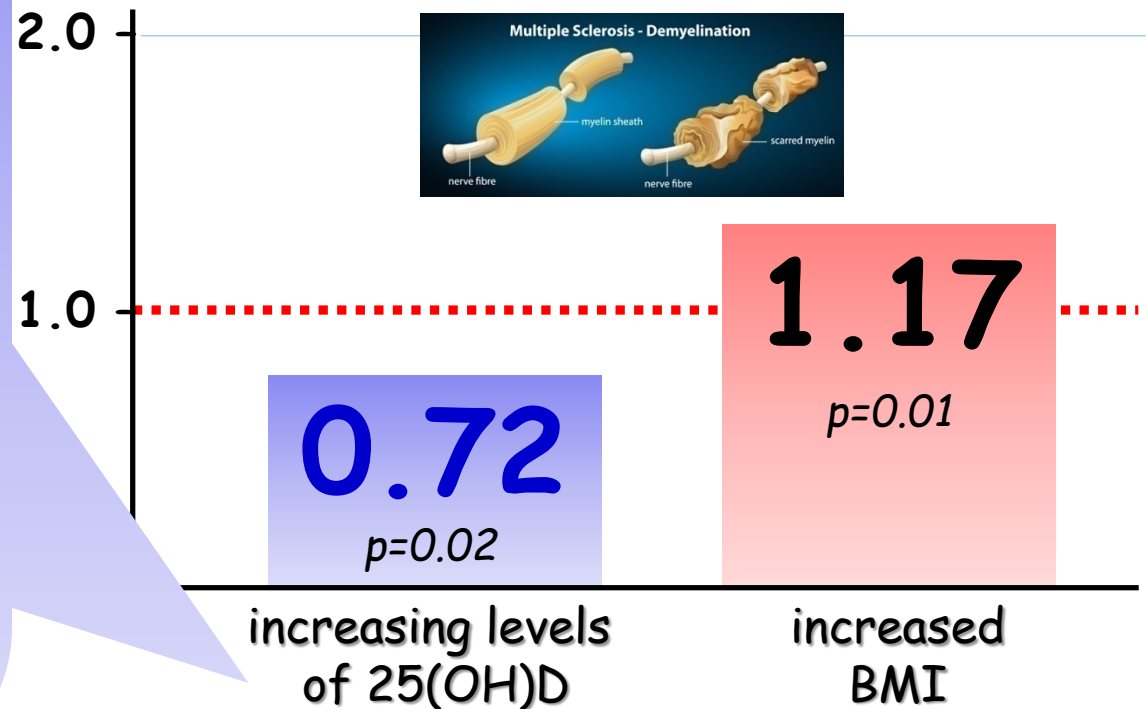 2.0
Multiple Sclerosis - Demyelination
myelin sheath
scarred myelin
nerve fibre
nerve fibre
1.0
1.17
p=0.01
0.72
p=0.02
increasing levels
of 25(OH)D
increased
BMI